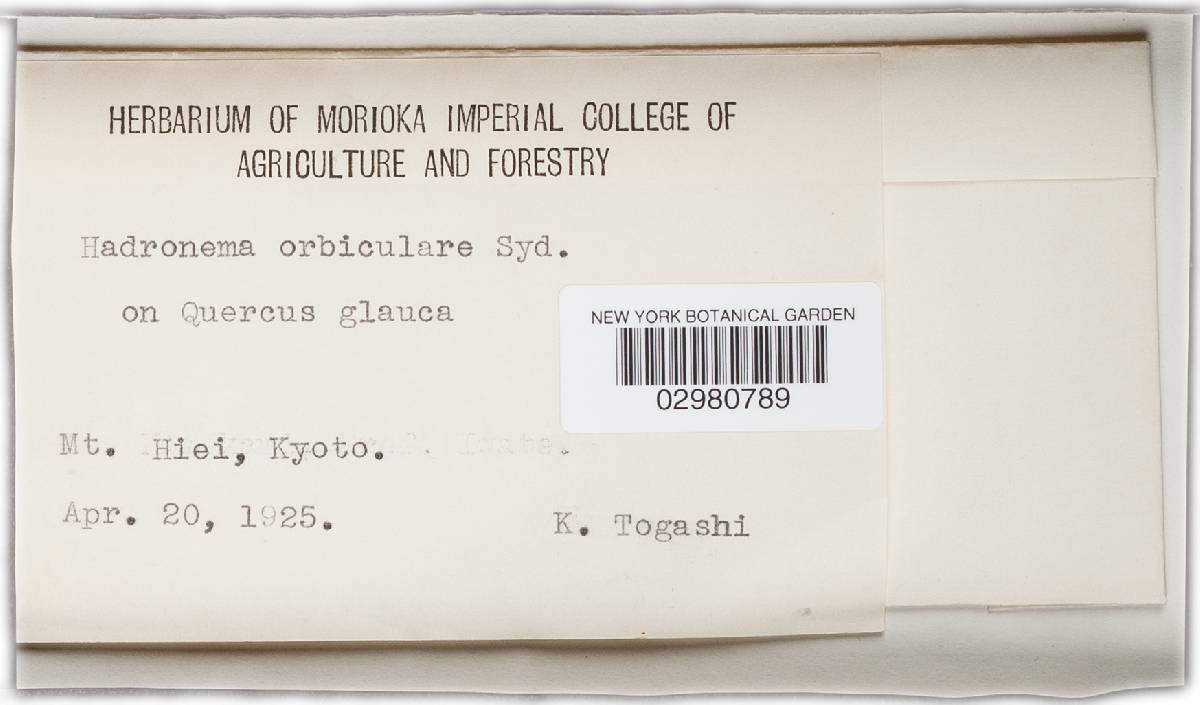 HERBARIUM OF MORIOKA IMPERIAL COLLEGE OF
AGRICULTURE AND FORESTRY
Hadronema orbiculare Syd.
on Quercus glauca
NEW YORK BOTANICAL GARDEN
02980789
Mt. Hiei, Kyoto.
Apr. 20, 1925.
K. Togashi